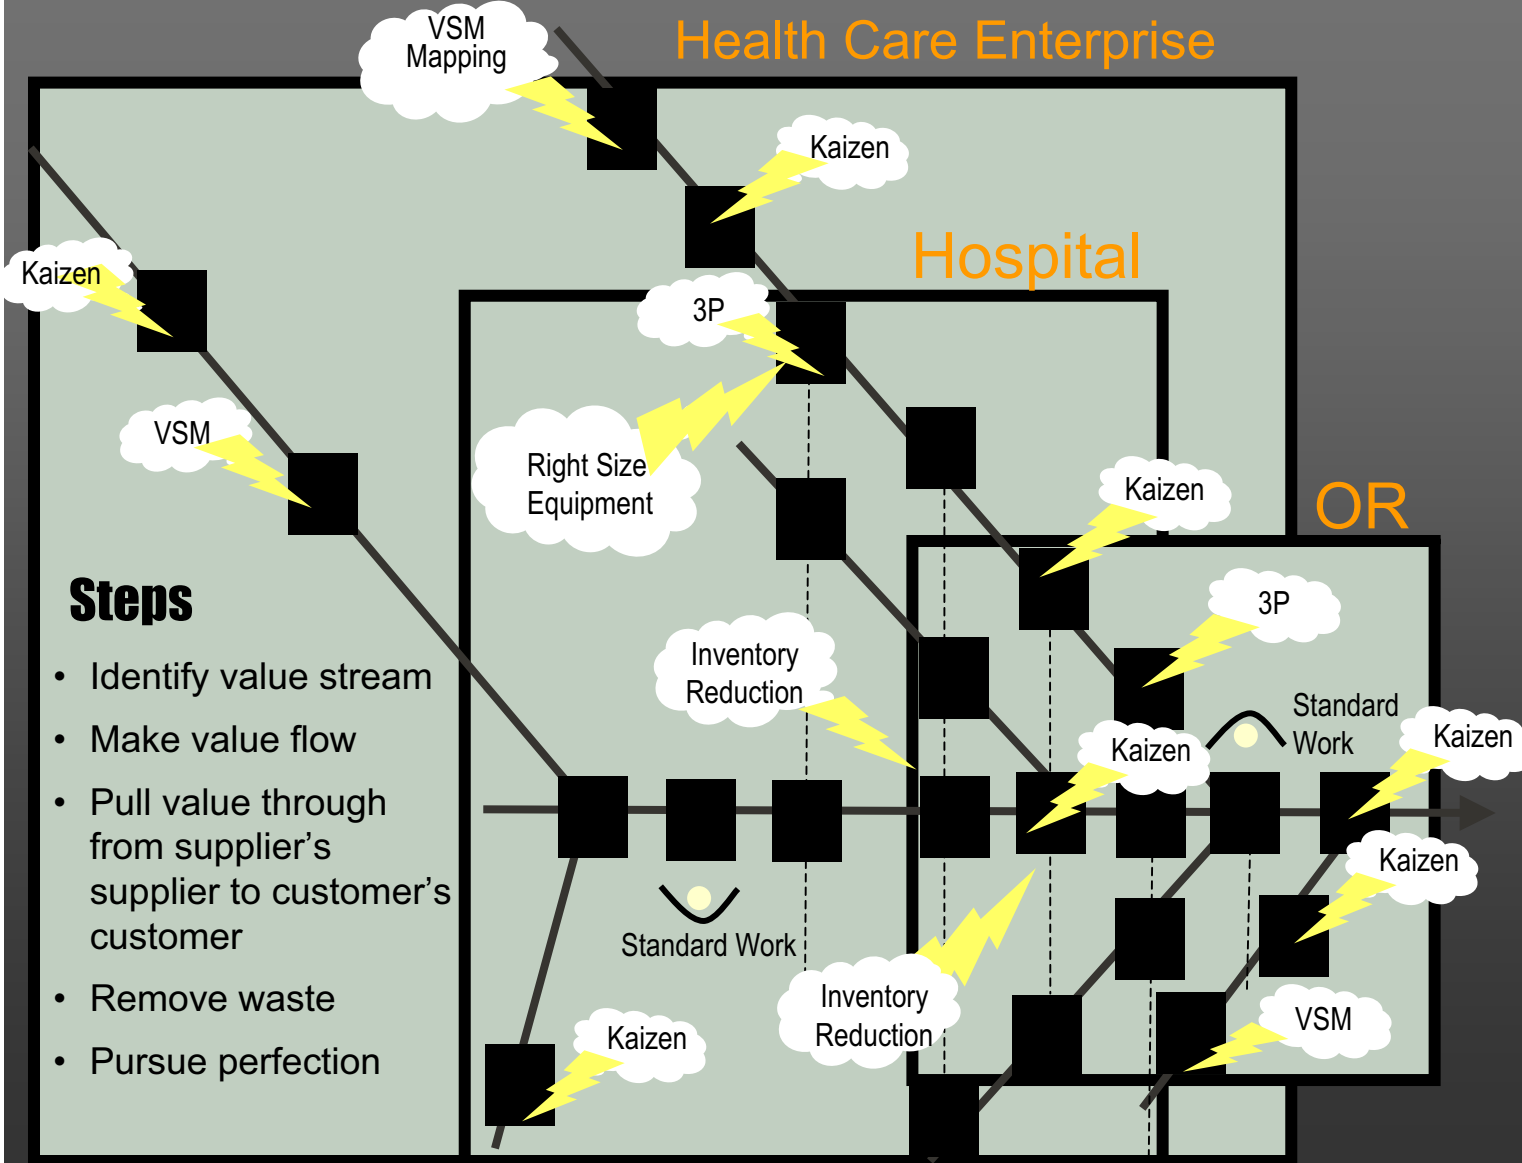 VSM
Mapping
Health Care Enterprise
Kaizen
Hospital
Kaizen
3P
VSM
Right Size
Equipment
Kaizen
OR
Steps
3P
Inventory
Reduction
• Identify value stream
Standard
Work
• Make value flow
Kaizen
Kaizen
• Pull value through
from supplier's
supplier to customer's
customer
Kaizen
Standard Work
• Remove waste
Inventory
Reduction
VSM
• Pursue perfection
Kaizen